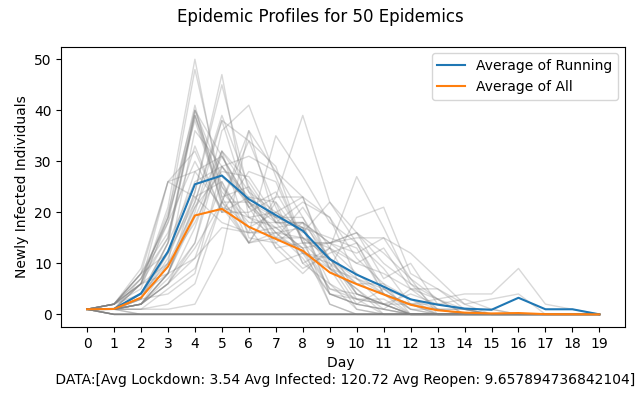 Epidemic Profiles for 50 Epidemics
50
40
30
20
10
0
Newly Infected Individuals
Average of Running
Average of All
0 1 2 3 4 5 6 7 8 9 10 11 12 13 14 15 16 17 18 19
Day
DATA:[Avg Lockdown: 3.54 Avg Infected: 120.72 Avg Reopen: 9.657894736842104]